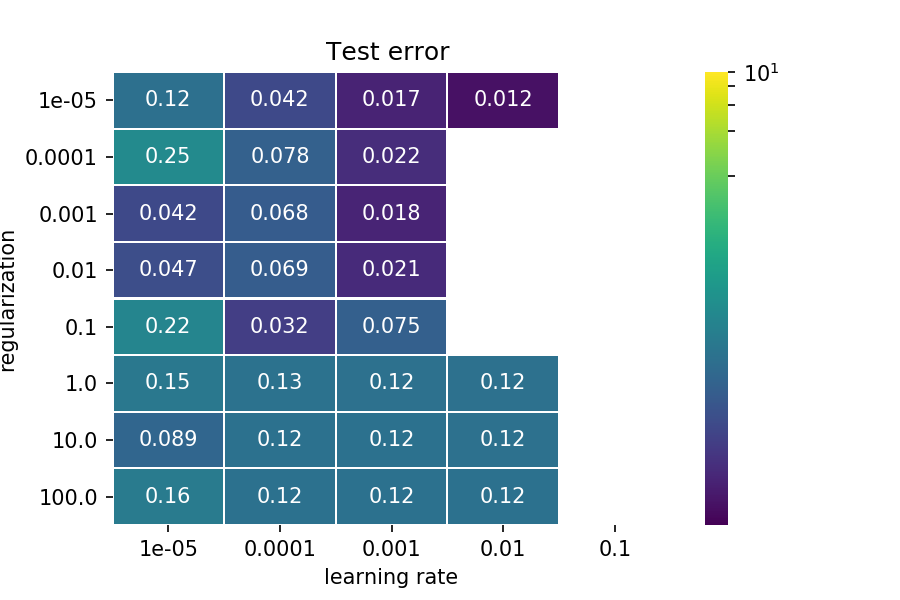 Test error
10¹
1e-05 0.12 0.042 0.017 0.012
0.0001 0.25 0.078 0.022
0.001 0.042 0.068 0.018
0.01 0.047 0.069 0.021
0.1 0.22 0.032 0.075
1.0 0.15 0.13 0.12 0.12
10.0 0.089 0.12 0.12 0.12
100.0 0.16 0.12 0.12 0.12
regularization
1e-05 0.0001 0.001 0.01 0.1
learning rate